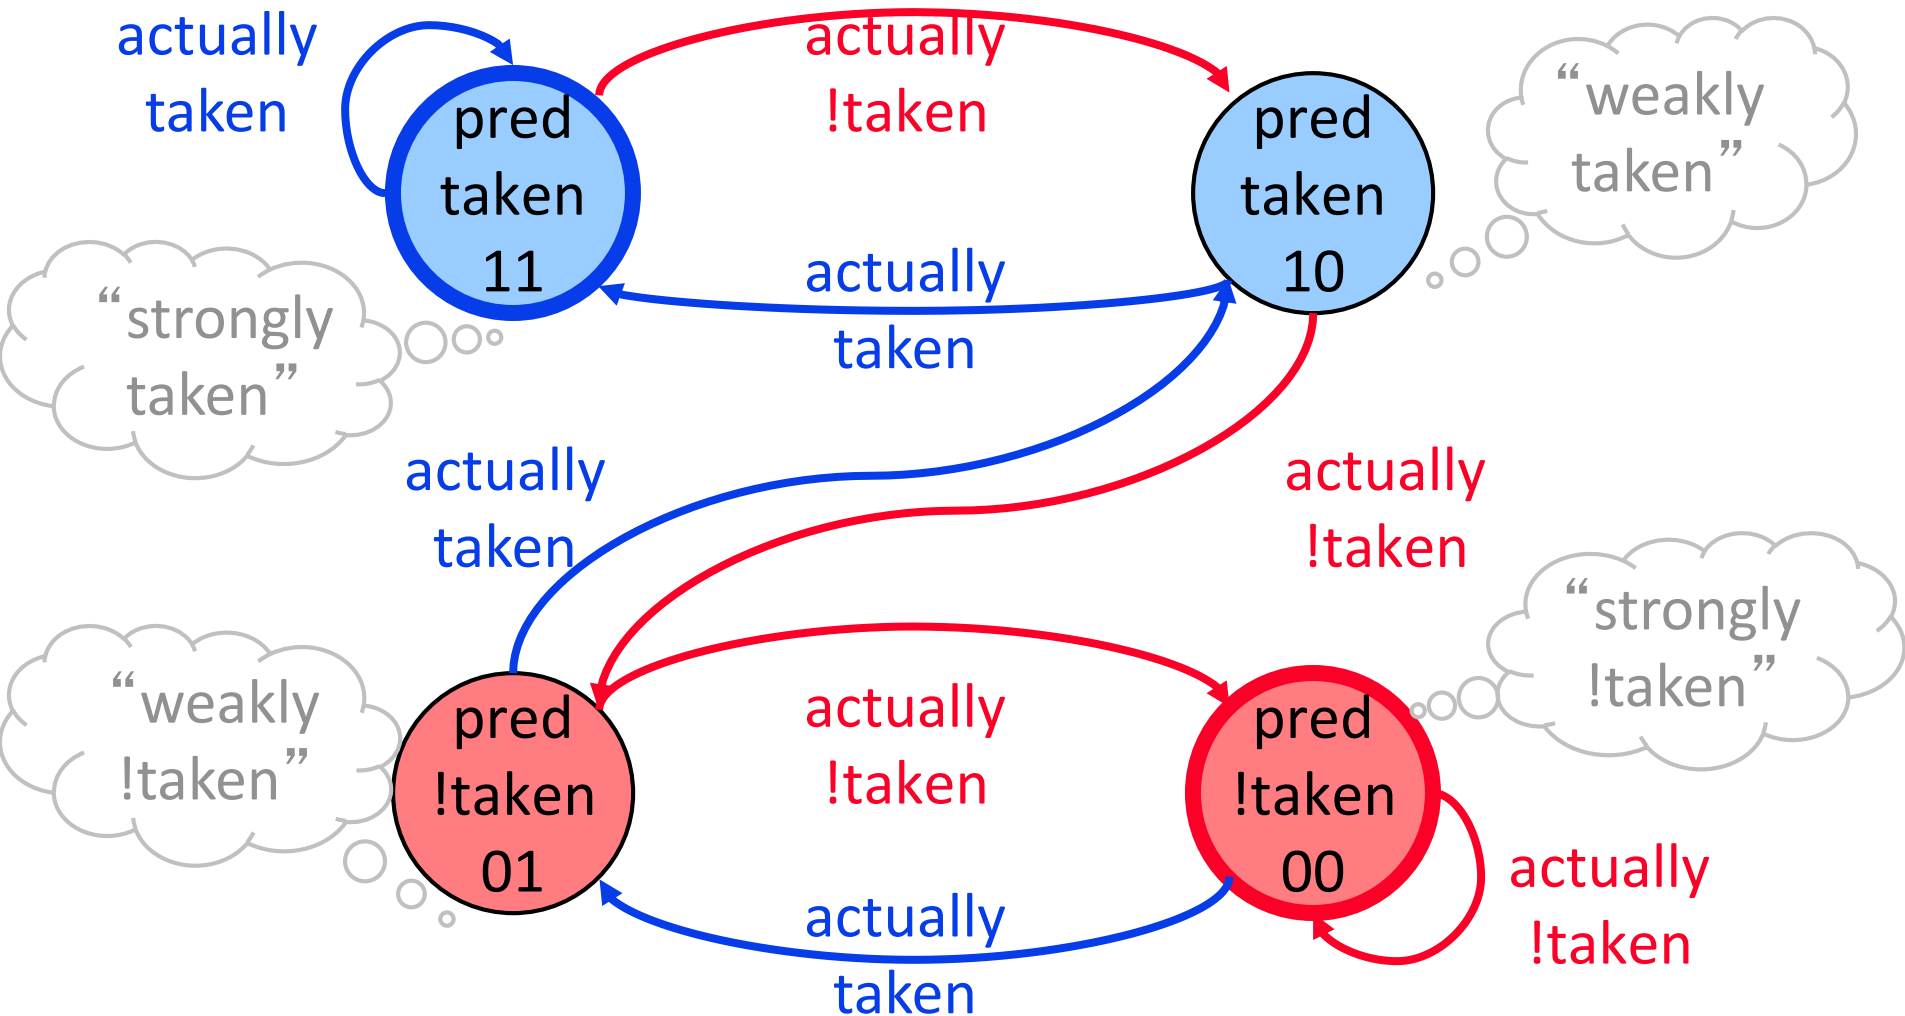 actually
taken
actually
!taken
pred
taken
11
pred
taken
10
“weakly
taken”
“strongly
taken”
actually
taken
actually
taken
actually
!taken
“strongly
!taken”
“weakly
!taken”
pred
!taken
01
actually
!taken
pred
!taken
00
actually
taken
actually
!taken